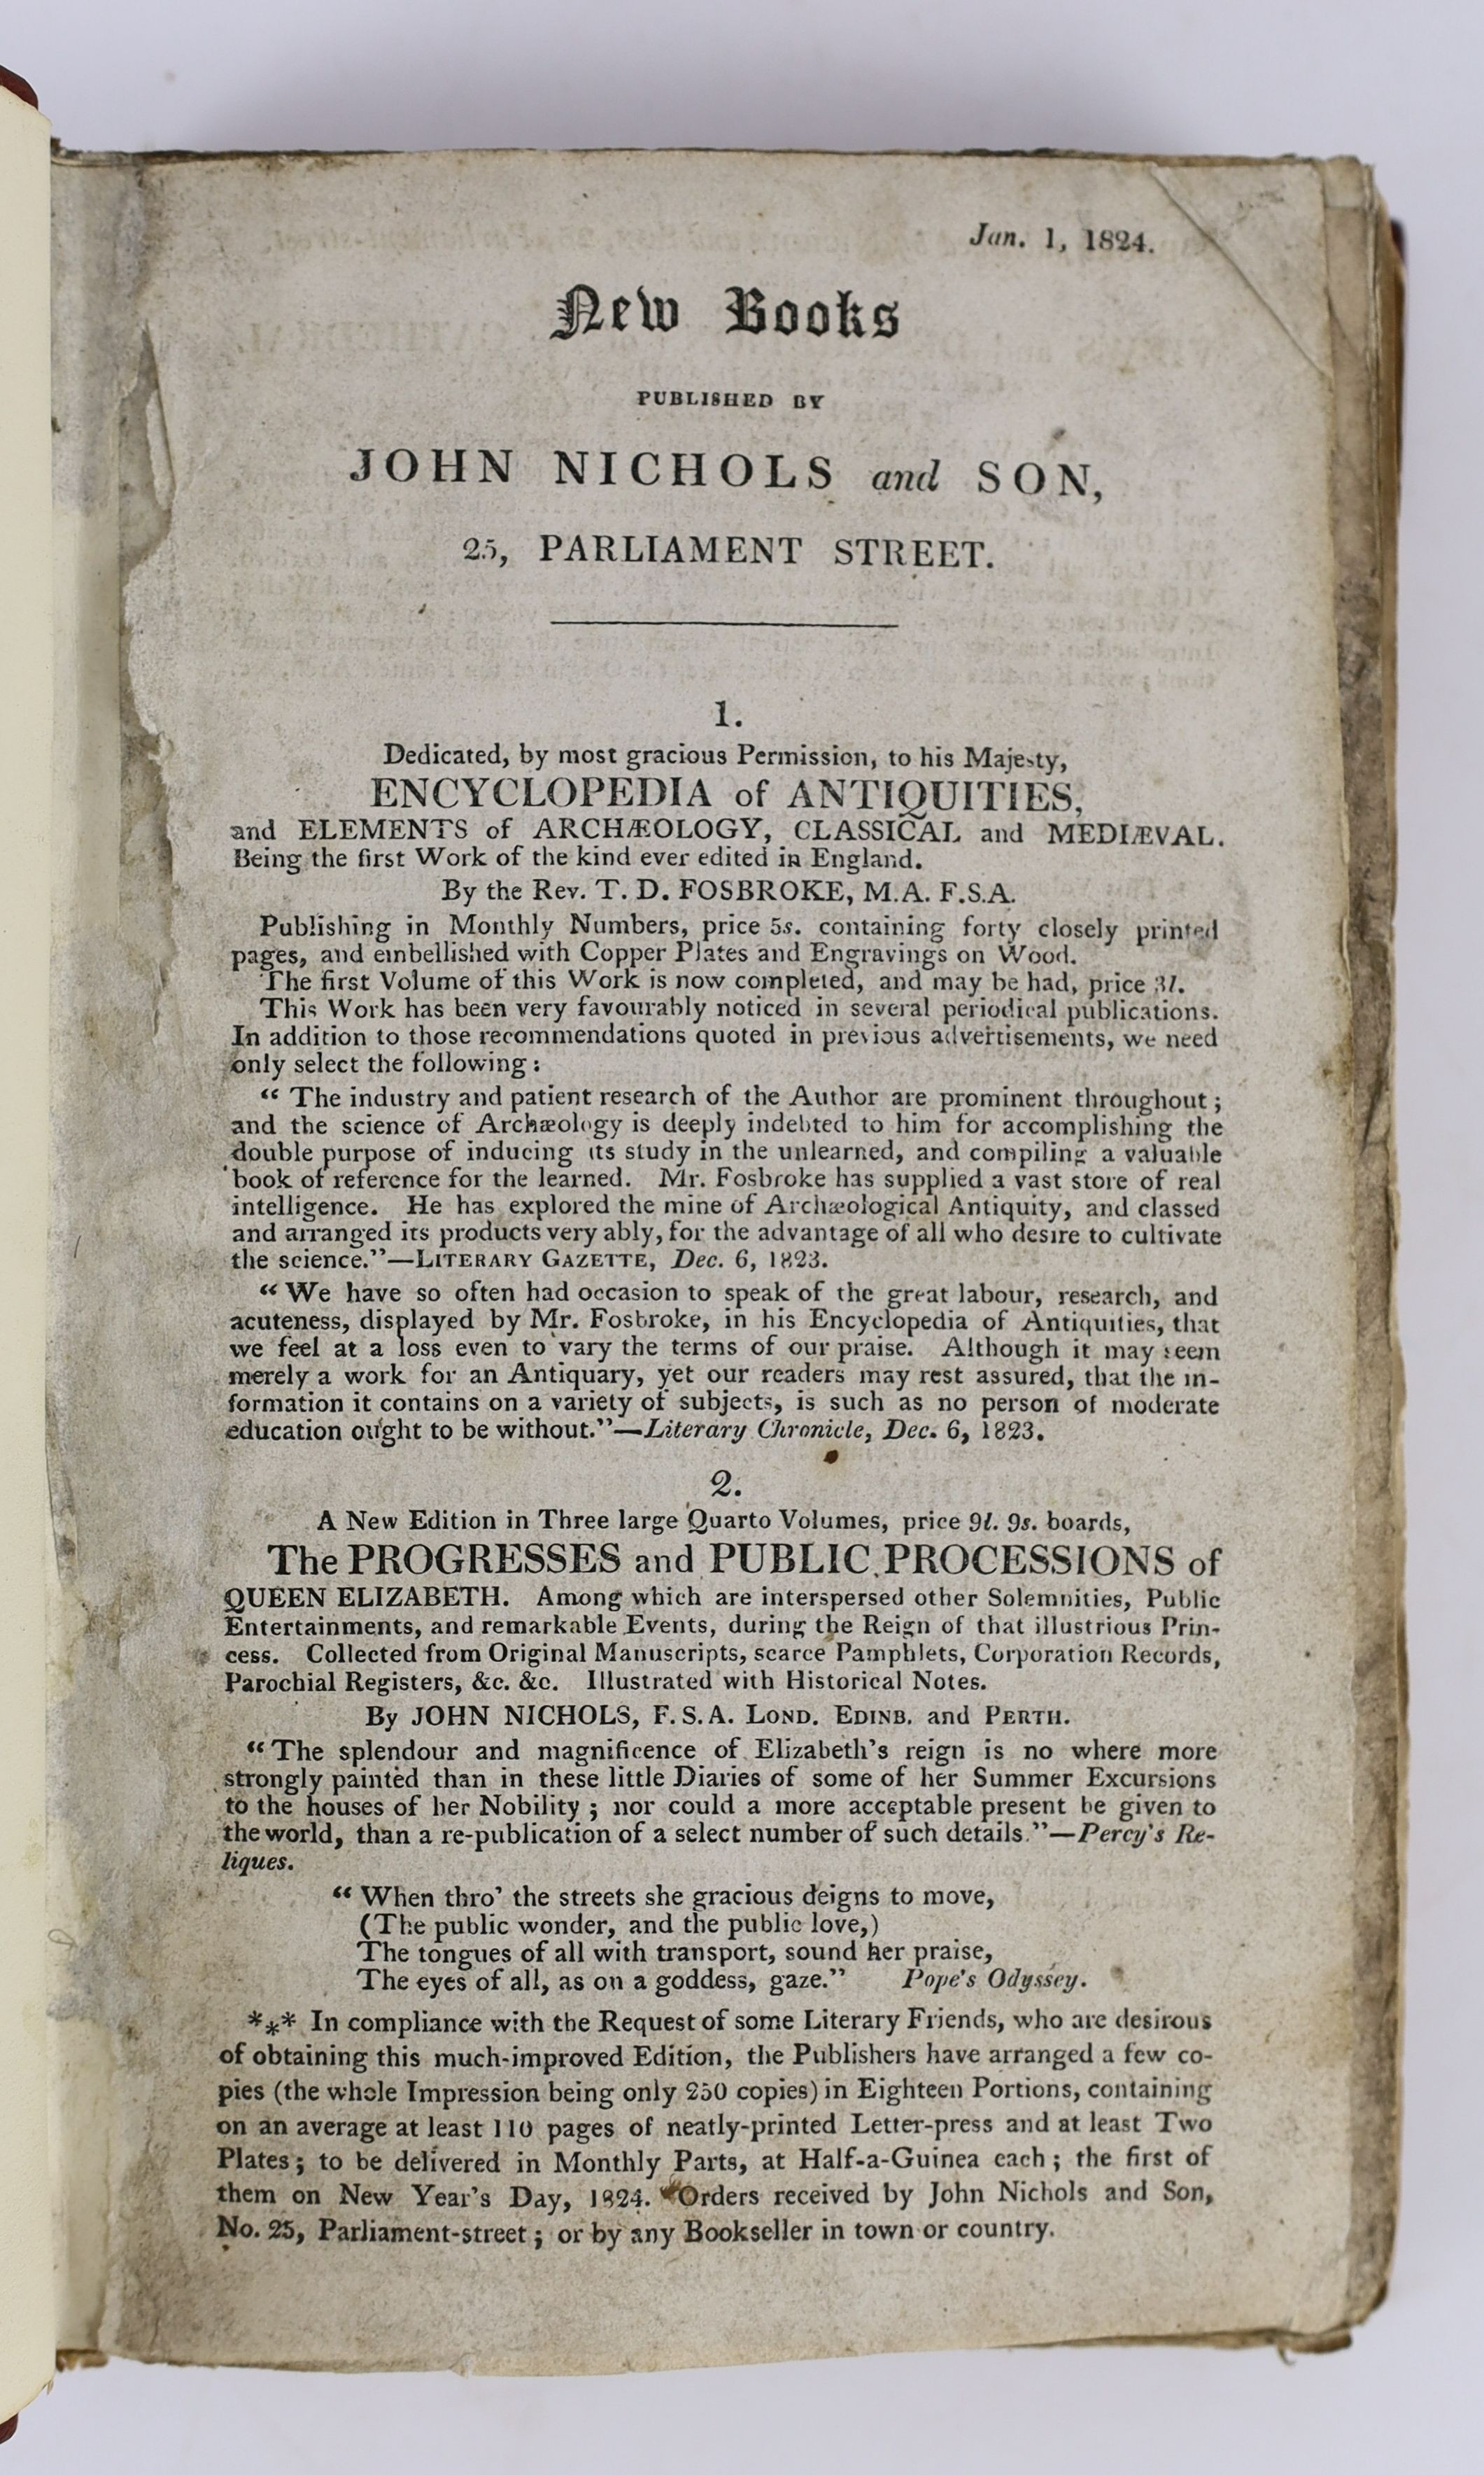 Jan. 1, 1824.
New Books
PUBLISHED BY
JOHN NICHOLS and SON,
25, PARLIAMENT STREET.
1.
Dedicated, by most gracious Permission, to his Majesty,
ENCYCLOPEDIA of ANTIQUITIES,
and ELEMENTS of ARCHÆOLOGY, CLASSICAL and MEDIÆVAL.
Being the first Work of the kind ever edited in England.
By the Rev. T. D. FOSBROKE, M.A. F.S.A.
Publishing in Monthly Numbers, price 5s. containing forty closely printed
pages, and embellished with Copper Plates and Engravings on Wood.
The first Volume of this Work is now completed, and may be had, price 3l.
This Work has been very favourably noticed in several periodical publications.
In addition to those recommendations quoted in previous advertisements, we need
only select the following:
“ The industry and patient research of the Author are prominent throughout;
and the science of Archæology is deeply indebted to him for accomplishing the
double purpose of inducing its study in the unlearned, and compiling a valuable
book of reference for the learned. Mr. Fosbroke has supplied a vast store of real
intelligence. He has explored the mine of Archæological Antiquity, and classed
and arranged its products very ably, for the advantage of all who desire to cultivate
the science.”—LITERARY GAZETTE, Dec. 6, 1823.
“ We have so often had occasion to speak of the great labour, research, and
acuteness, displayed by Mr. Fosbroke, in his Encyclopedia of Antiquities, that
we feel at a loss even to vary the terms of our praise. Although it may seem
merely a work for an Antiquary, yet our readers may rest assured, that the in-
formation it contains on a variety of subjects, is such as no person of moderate
education ought to be without.”—Literary Chronicle, Dec. 6, 1823.
2.
A New Edition in Three large Quarto Volumes, price 9l. 9s. boards,
The PROGRESSES and PUBLIC PROCESSIONS of
QUEEN ELIZABETH. Among which are interspersed other Solemnities, Public
Entertainments, and remarkable Events, during the Reign of that illustrious Prin-
cess. Collected from Original Manuscripts, scarce Pamphlets, Corporation Records,
Parochial Registers, &c. &c. Illustrated with Historical Notes.
By JOHN NICHOLS, F. S. A. LOND. EDINB. and PERTH.
“ The splendour and magnificence of Elizabeth's reign is no where more
strongly painted than in these little Diaries of some of her Summer Excursions
to the houses of her Nobility ; nor could a more acceptable present be given to
the world, than a re-publication of a select number of such details.”—Percy's Re-
liques.
“ When thro' the streets she gracious deigns to move,
(The public wonder, and the public love,)
The tongues of all with transport, sound her praise,
The eyes of all, as on a goddess, gaze.” Pope's Odyssey.
*** In compliance with the Request of some Literary Friends, who are desirous
of obtaining this much-improved Edition, the Publishers have arranged a few co-
pies (the whole Impression being only 250 copies) in Eighteen Portions, containing
on an average at least 110 pages of neatly-printed Letter-press and at least Two
Plates ; to be delivered in Monthly Parts, at Half-a-Guinea each ; the first of
them on New Year's Day, 1824. Orders received by John Nichols and Son,
No. 25, Parliament-street ; or by any Bookseller in town or country.